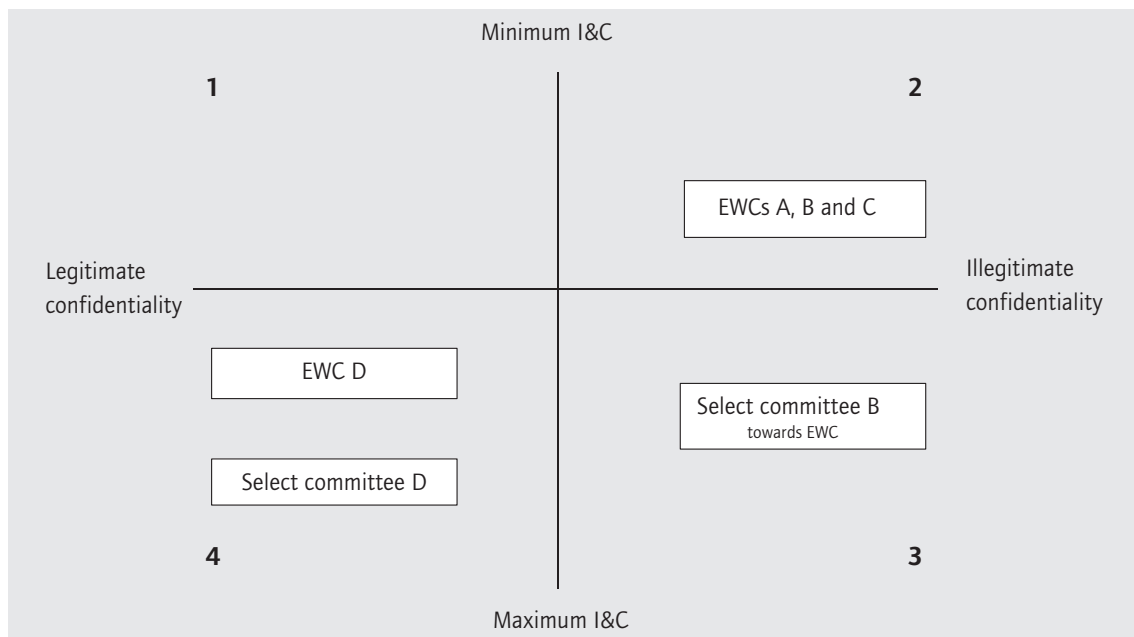 Minimum I&C
1
2
EWCs A, B and C
Legitimate
confidentiality
Illegitimate
confidentiality
EWC D
Select committee B
towards EWC
Select committee D
4
3
Maximum I&C